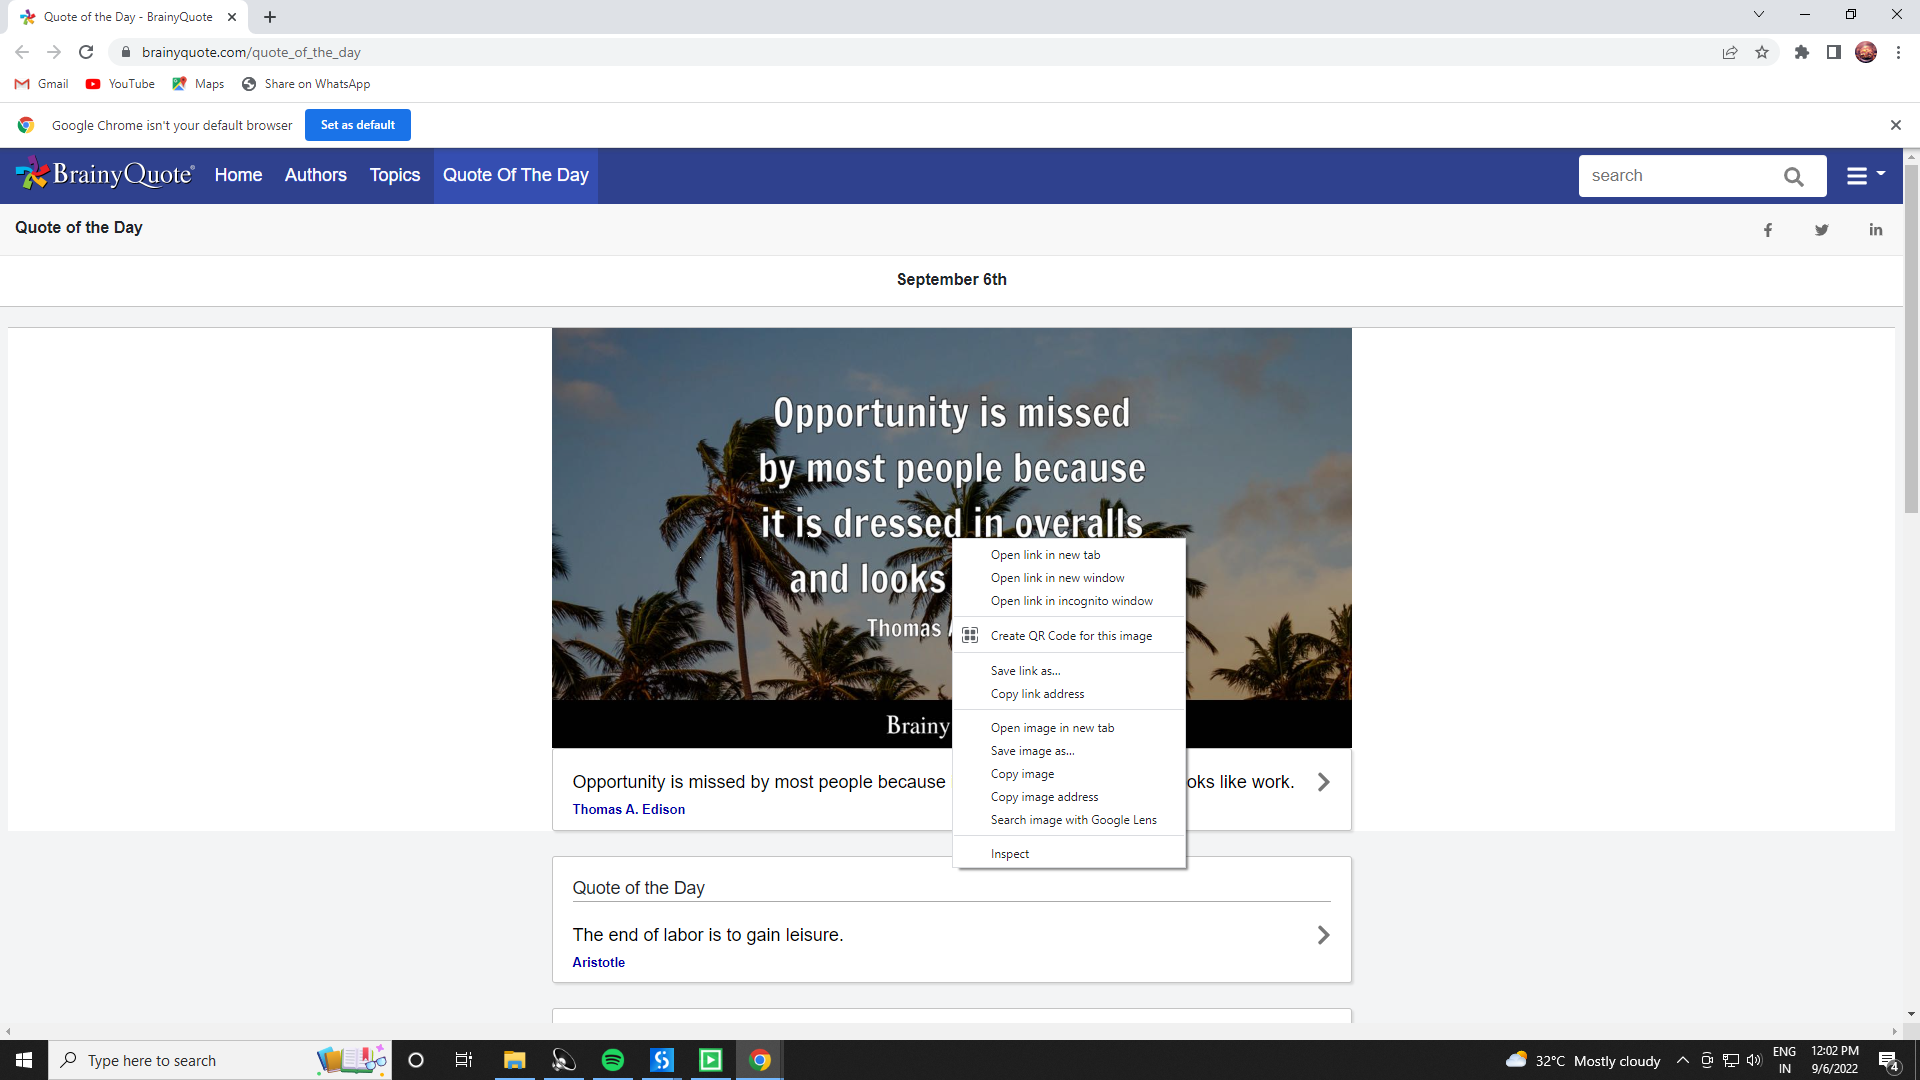 Quote of the Day - BrainyQuote
brainyquote.com/quote_of_the_day
Gmail YouTube Maps Share on WhatsApp
Google Chrome isn't your default browser Set as default
BrainyQuote Home Authors Topics Quote Of The Day search
Quote of the Day
September 6th
Opportunity is missed
by most people because
it is dressed in overalls
and looks
Thomas
Brainy
Open link in new tab
Open link in new window
Open link in incognito window
Create QR Code for this image
Save link as...
Copy link address
Open image in new tab
Save image as...
Copy image
Copy image address
Search image with Google Lens
Inspect
Opportunity is missed by most people because oks like work.
Thomas A. Edison
Quote of the Day
The end of labor is to gain leisure.
Aristotle
Type here to search
32°C Mostly cloudy
ENG
IN
12:02 PM
9/6/2022
4